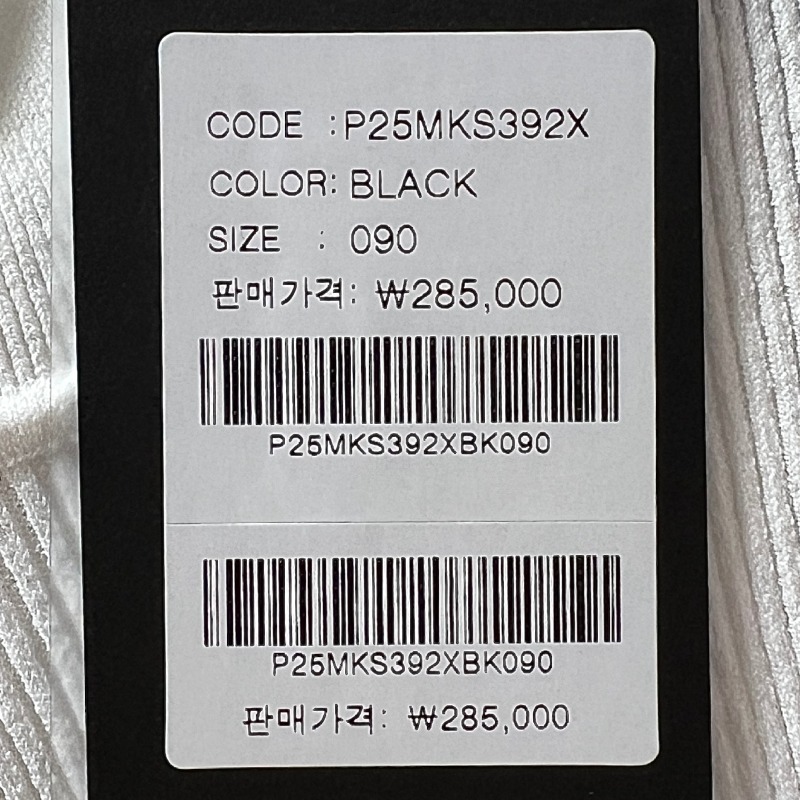 CODE :P25MKS392X
COLOR: BLACK
SIZE : 090
판매가격: ₩285,000
P25MKS392XBK090
P25MKS392XBK090
판매가격: ₩285,000